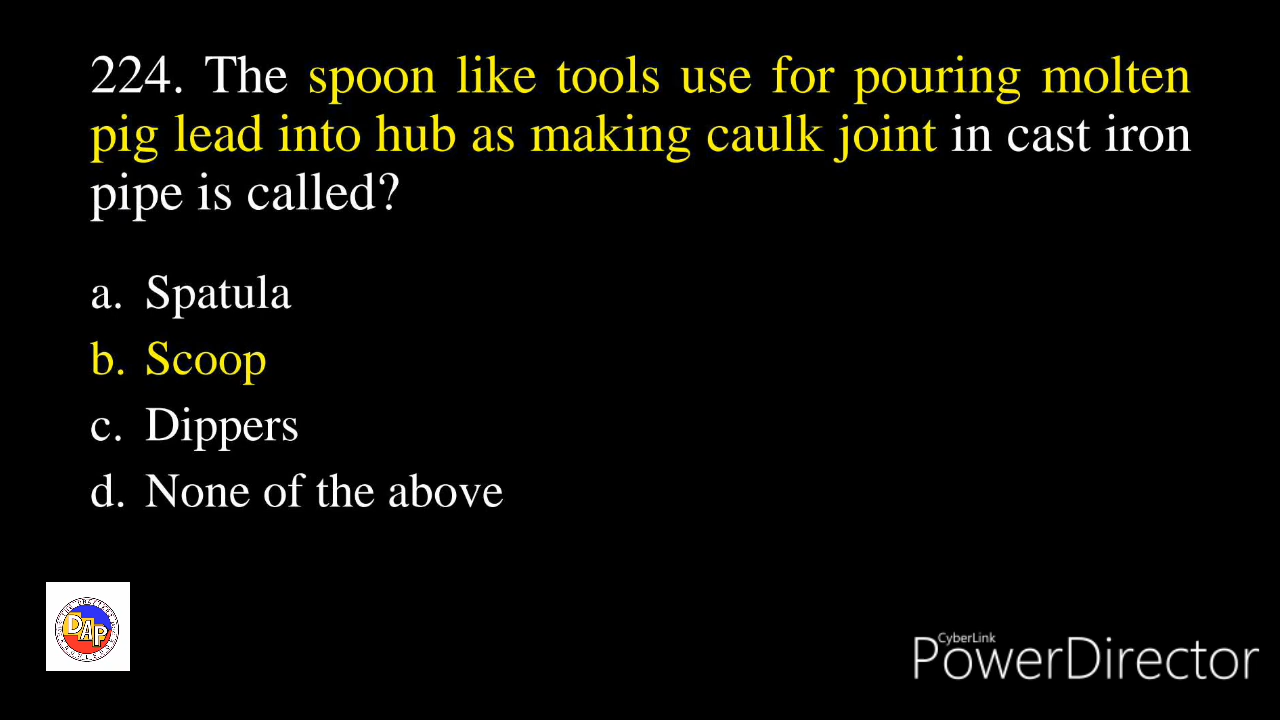 224. The spoon like tools use for pouring molten
pig lead into hub as making caulk joint in cast iron
pipe is called?
a. Spatula
b. Scoop
c. Dippers
d. None of the above
DAP
CyberLink
PowerDirector